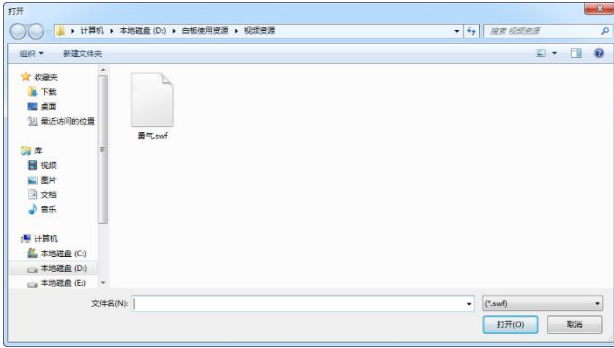 打开
计算机 ▸ 本地磁盘 (D:) ▸ 白板使用资源 ▸ 视频资源
搜索 视频资源
组织 新建文件夹
收藏夹
下载
桌面
最近访问的位置
库
视频
图片
文档
音乐
计算机
本地磁盘 (C:)
本地磁盘 (D:)
本地磁盘 (E:)
勇气.swf
文件名(N):
(*.swf)
打开(O) 取消